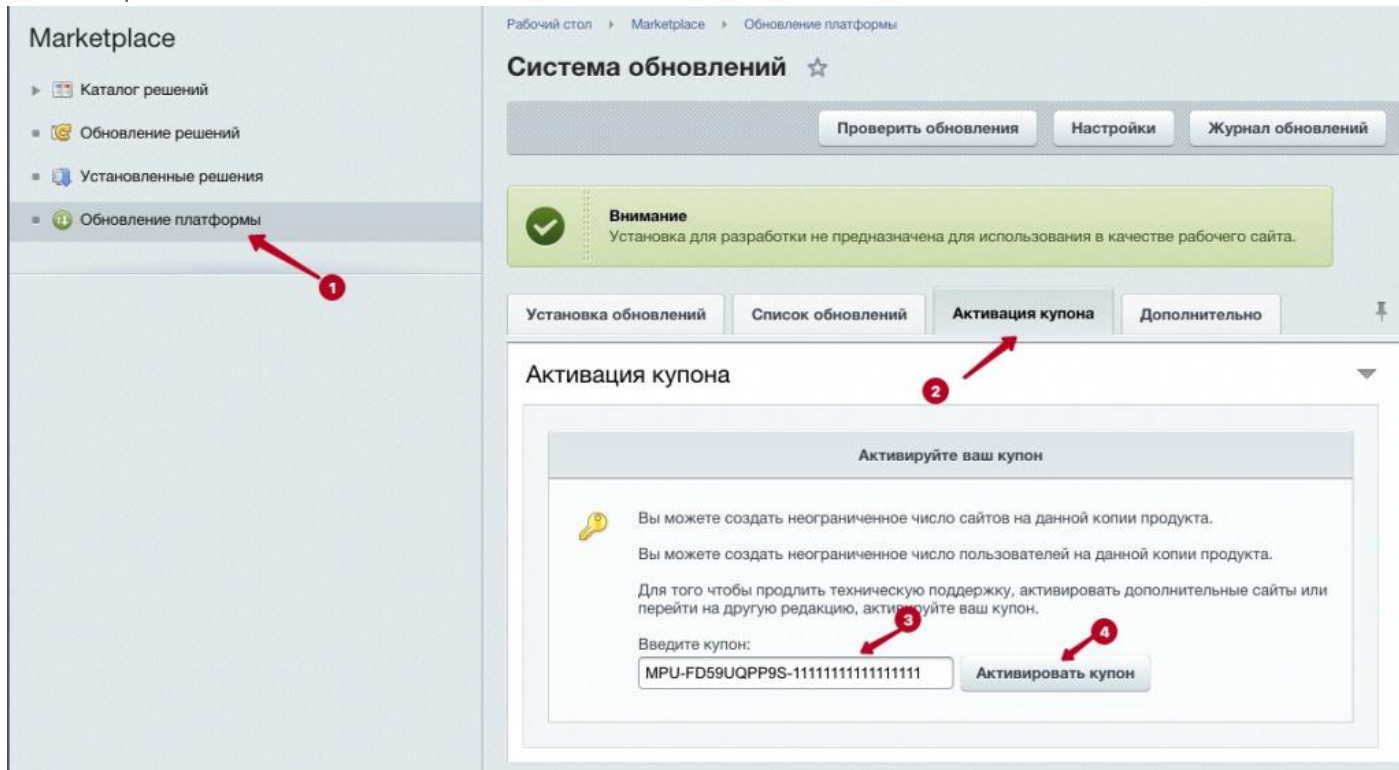 Marketplace
Каталог решений
Обновление решений
Установленные решения
Обновление платформы
1
Рабочий стол
Marketplace
Обновление платформы
Система обновлений
Проверить обновления
Настройки
Журнал обновлений
Внимание
Установка для разработки не предназначена для использования в качестве рабочего сайта.
Установка обновлений
Список обновлений
Активация купона
Дополнительно
2
Активация купона
Активируйте ваш купон
Вы можете создать неограниченное число сайтов на данной копии продукта.
Вы можете создать неограниченное число пользователей на данной копии продукта.
Для того чтобы продлить техническую поддержку, активировать дополнительные сайты или
перейти на другую редакцию, активируйте ваш купон.
3
4
Введите купон:
MPU-FD59UQPP9S-11111111111111111
Активировать купон